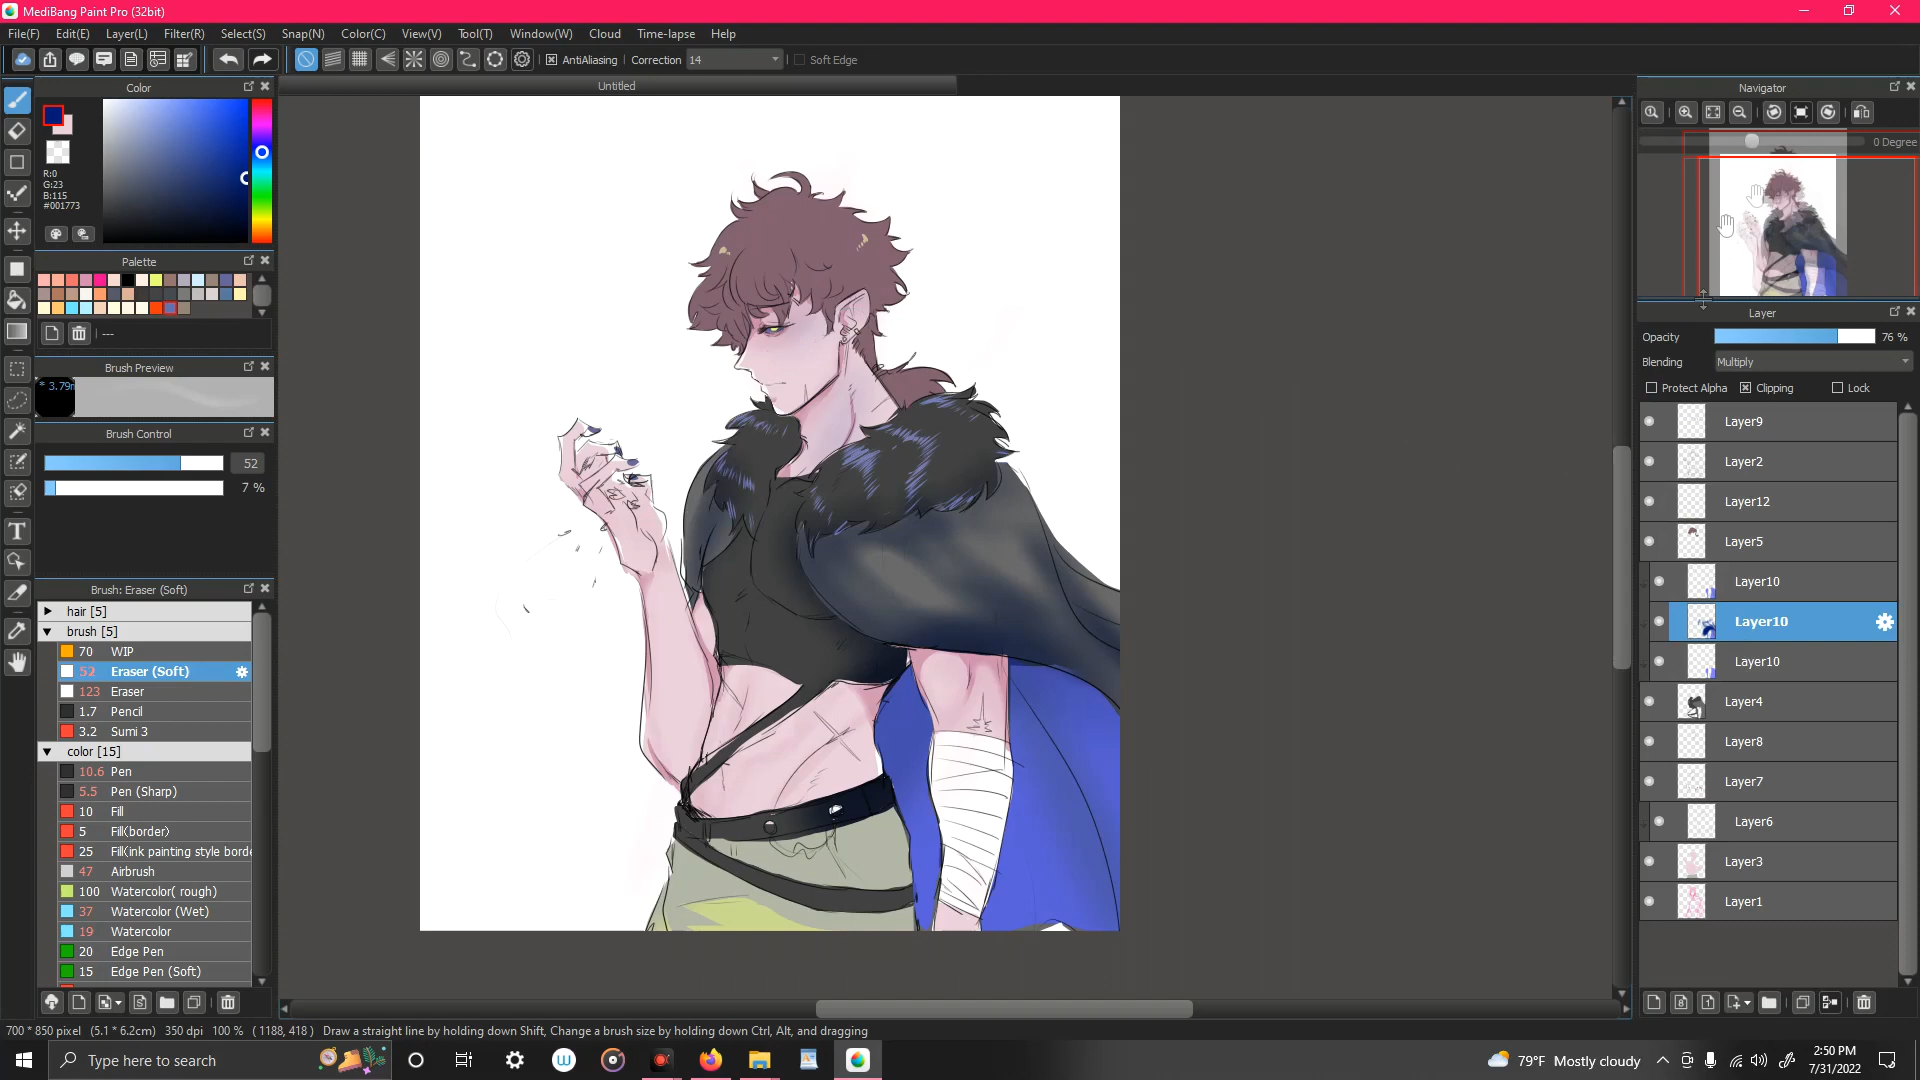 MediBang Paint Pro (32bit)
File(F) Edit(E) Layer(L) Filter(R) Select(S) Snap(N) Color(C) View(V) Tool(T) Window(W) Cloud Time-lapse Help
AntiAliasing Correction 14 Soft Edge
Untitled
Color
R:0
G:23
B:115
#001773
Palette
---
Brush Preview
* 3.79m
Brush Control
52
7 %
Brush: Eraser (Soft)
hair [5]
brush [5]
70 WIP
52 Eraser (Soft)
123 Eraser
1.7 Pencil
3.2 Sumi 3
color [15]
10.6 Pen
5.5 Pen (Sharp)
10 Fill
5 Fill(border)
25 Fill(ink painting style borde
47 Airbrush
100 Watercolor( rough)
37 Watercolor (Wet)
19 Watercolor
20 Edge Pen
15 Edge Pen (Soft)
Navigator
0 Degree
Layer
Opacity 76 %
Blending Multiply
Protect Alpha Clipping Lock
Layer9
Layer2
Layer12
Layer5
Layer10
Layer10
Layer10
Layer4
Layer8
Layer7
Layer6
Layer3
Layer1
700 * 850 pixel (5.1 * 6.2cm) 350 dpi 100 % ( 1188, 418 ) Draw a straight line by holding down Shift, Change a brush size by holding down Ctrl, Alt, and dragging
Type here to search
79°F Mostly cloudy
2:50 PM
7/31/2022